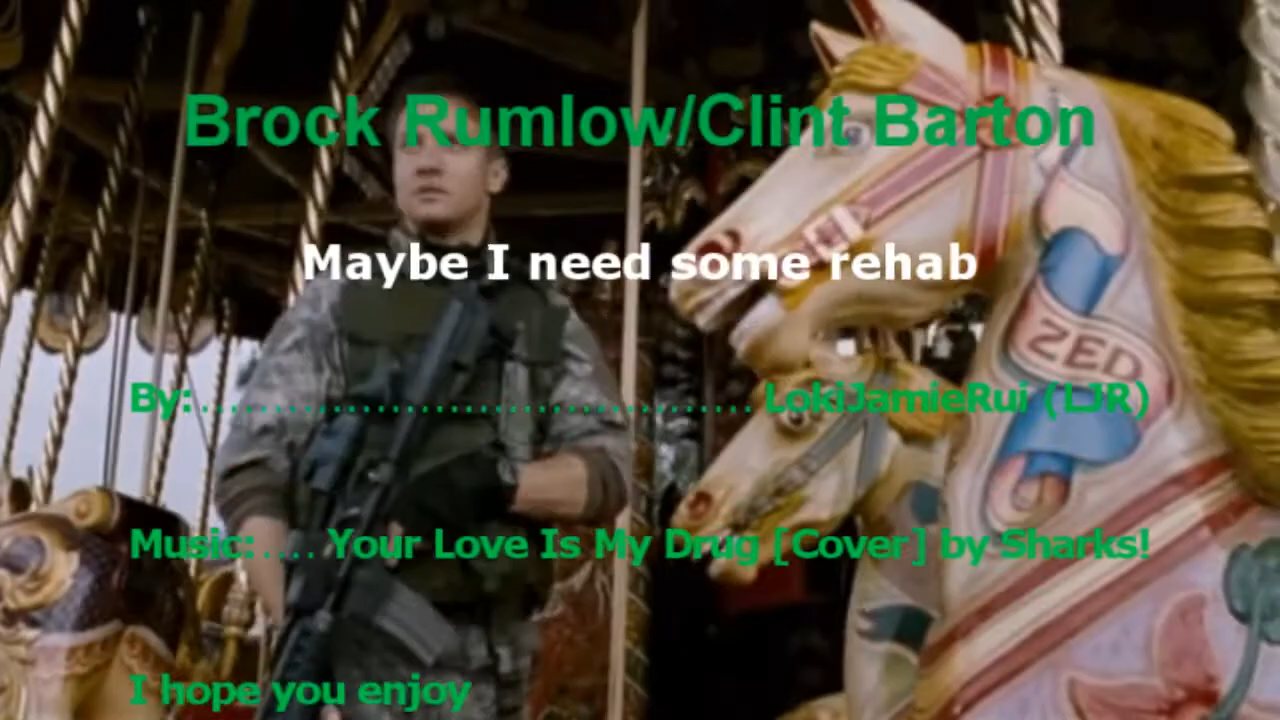 Brock Rumlow/Clint Barton
Maybe I need some rehab
ZED
By:................................. LokiJamieRui (LJR)
Music:.... Your Love Is My Drug [Cover] by Sharks!
I hope you enjoy